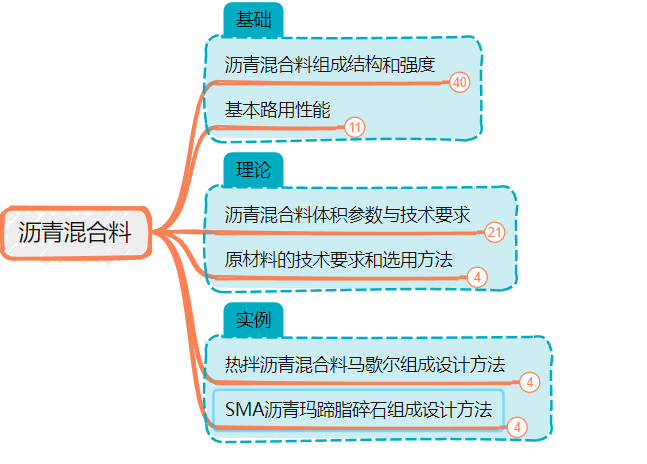 基础
沥青混合料组成结构和强度
40
基本路用性能
11
理论
沥青混合料
沥青混合料体积参数与技术要求
21
原材料的技术要求和选用方法
4
实例
热拌沥青混合料马歇尔组成设计方法
4
SMA沥青玛蹄脂碎石组成设计方法
4